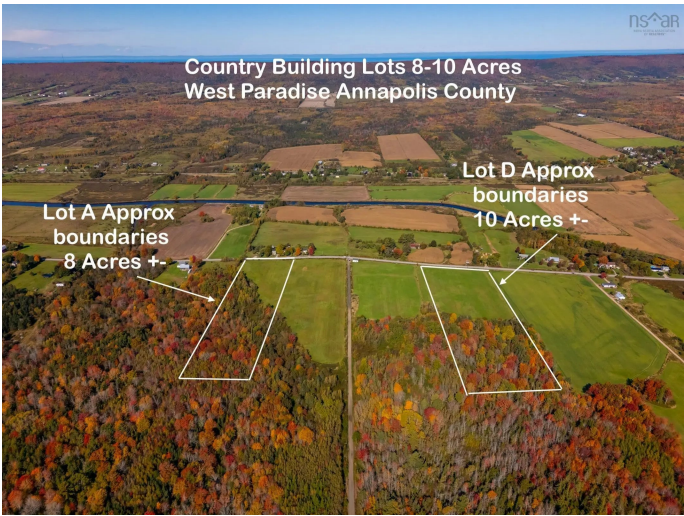 nsaar
Country Building Lots 8-10 Acres
West Paradise Annapolis County
Lot D Approx
boundaries
10 Acres +-
Lot A Approx
boundaries
8 Acres +-